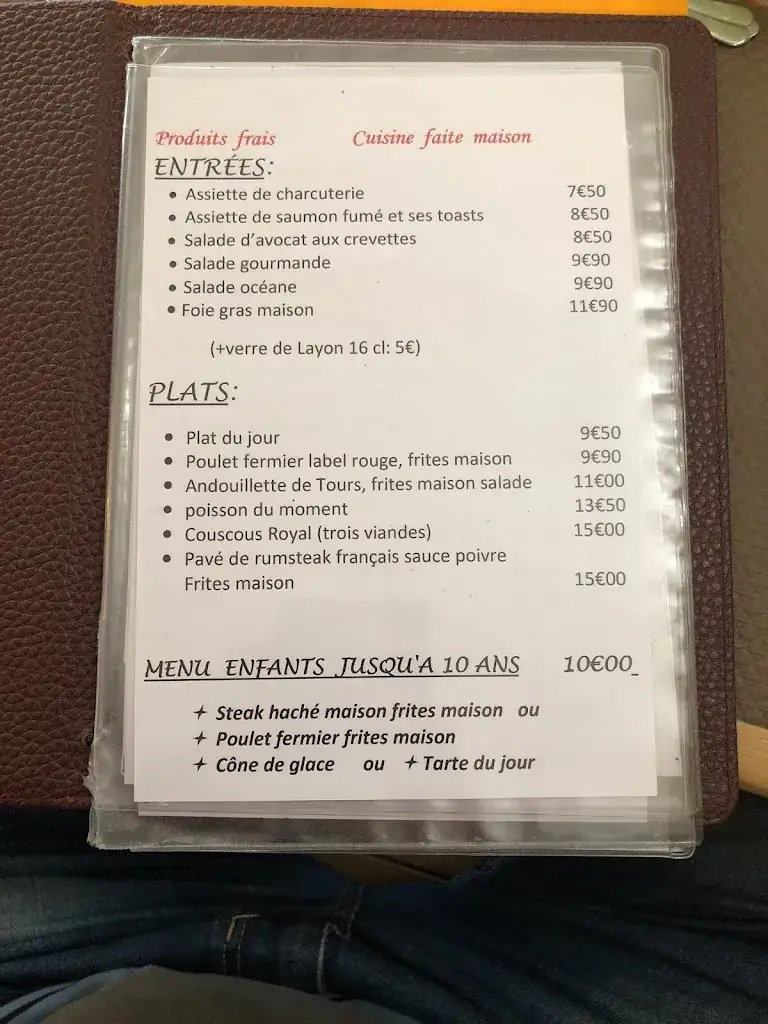 Produits frais Cuisine faite maison
ENTRÉES:
• Assiette de charcuterie 7€50
• Assiette de saumon fumé et ses toasts 8€50
• Salade d'avocat aux crevettes 8€50
• Salade gourmande 9€90
• Salade océane 9€90
• Foie gras maison 11€90
(+verre de Layon 16 cl: 5€)
PLATS:
• Plat du jour 9€50
• Poulet fermier label rouge, frites maison 9€90
• Andouillette de Tours, frites maison salade 11€00
• poisson du moment 13€50
• Couscous Royal (trois viandes) 15€00
• Pavé de rumsteak français sauce poivre
Frites maison 15€00
MENU ENFANTS JUSQU'A 10 ANS 10€00_
✦ Steak haché maison frites maison ou
✦ Poulet fermier frites maison
✦ Cône de glace ou ✦ Tarte du jour